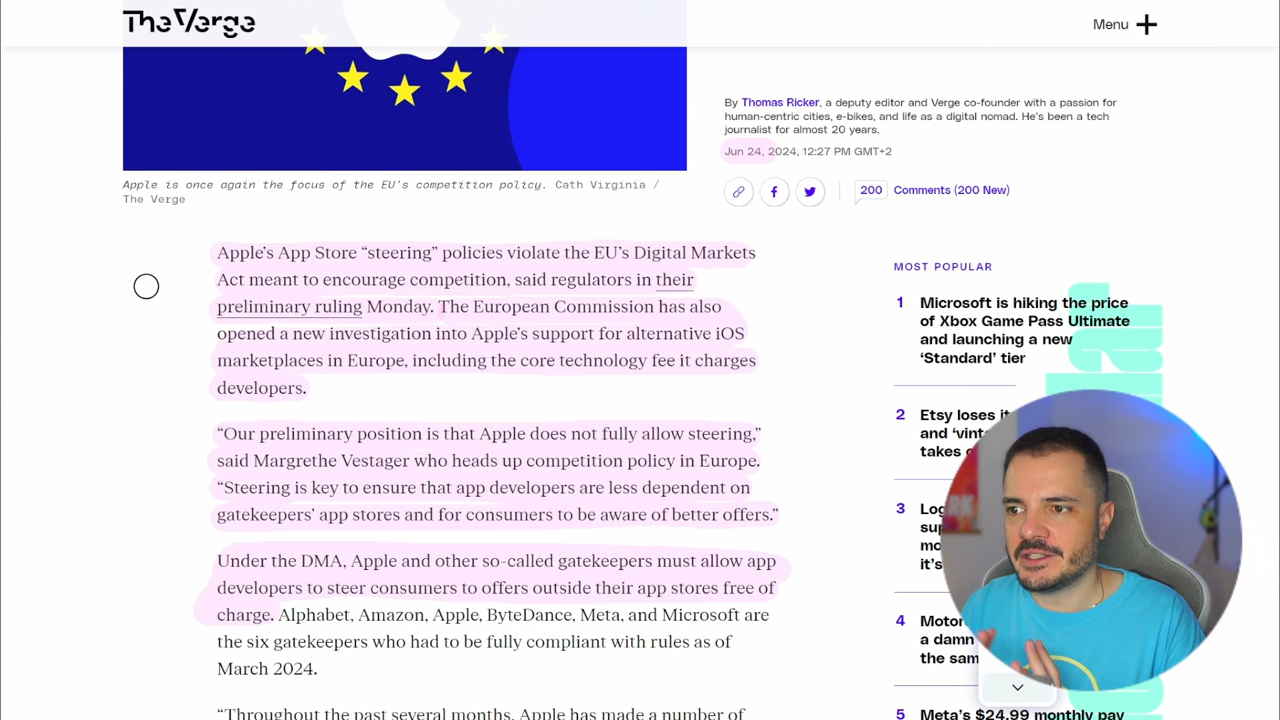 The Verge
Menu
By Thomas Ricker, a deputy editor and Verge co-founder with a passion for
human-centric cities, e-bikes, and life as a digital nomad. He's been a tech
journalist for almost 20 years.
Jun 24, 2024, 12:27 PM GMT+2
200 Comments (200 New)
Apple is once again the focus of the EU's competition policy. Cath Virginia /
The Verge
Apple's App Store “steering” policies violate the EU's Digital Markets
Act meant to encourage competition, said regulators in their
preliminary ruling Monday. The European Commission has also
opened a new investigation into Apple's support for alternative iOS
marketplaces in Europe, including the core technology fee it charges
developers.
“Our preliminary position is that Apple does not fully allow steering,”
said Margrethe Vestager who heads up competition policy in Europe.
“Steering is key to ensure that app developers are less dependent on
gatekeepers' app stores and for consumers to be aware of better offers.”
Under the DMA, Apple and other so-called gatekeepers must allow app
developers to steer consumers to offers outside their app stores free of
charge. Alphabet, Amazon, Apple, ByteDance, Meta, and Microsoft are
the six gatekeepers who had to be fully compliant with rules as of
March 2024.
“Throughout the past several months, Apple has made a number of
MOST POPULAR
1 Microsoft is hiking the price
of Xbox Game Pass Ultimate
and launching a new
‘Standard’ tier
2 Etsy loses it
and ‘vint
takes
3 Log
sup
mo
it's
4 Motor
a damn
the sam
5 Meta's $24.99 monthly pay